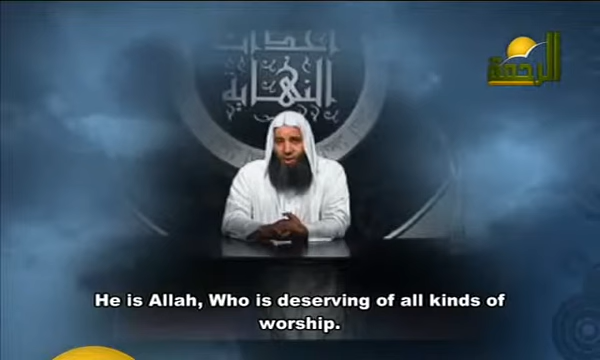 أحداث
النهاية
الرحمة
He is Allah, Who is deserving of all kinds of
worship.